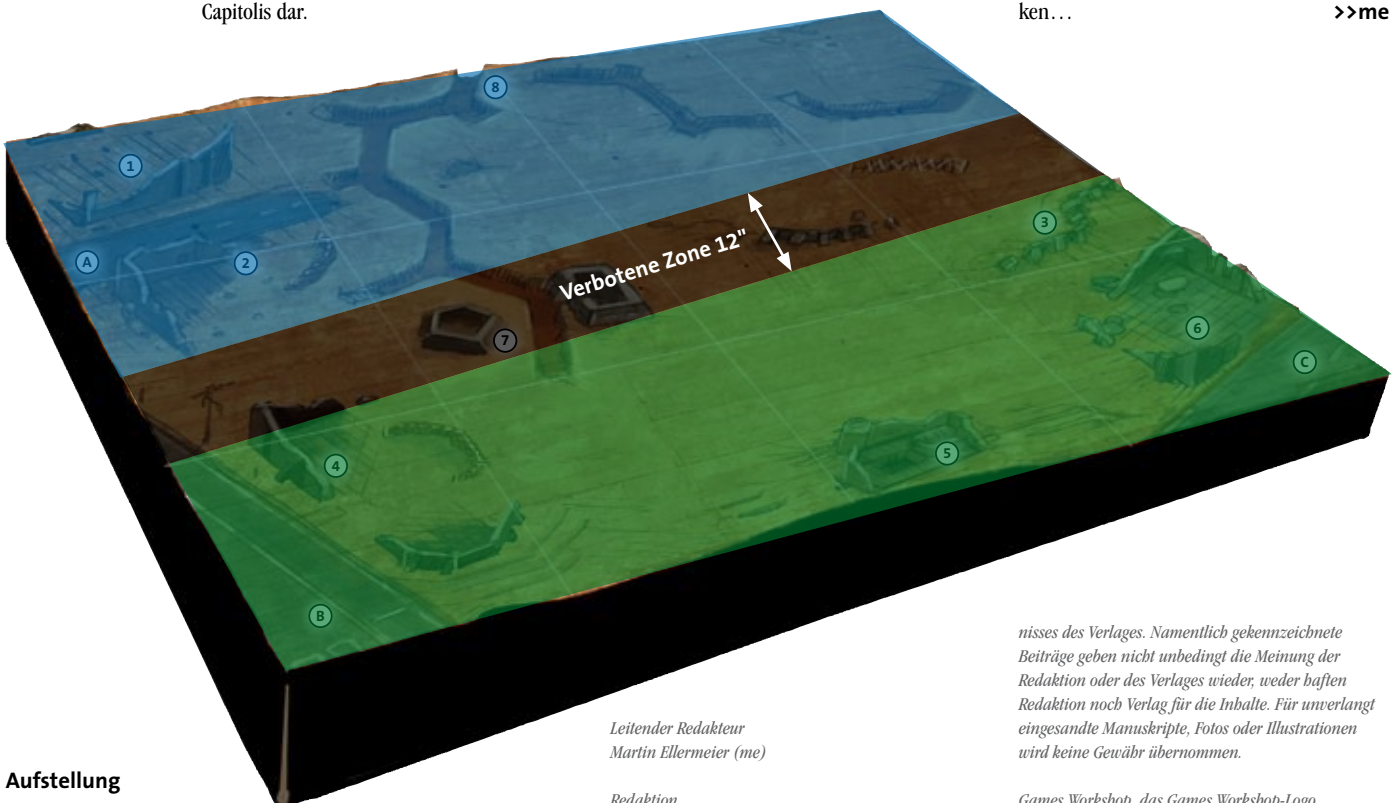 Capitolis dar.
ken…
>>me
8
1
3
A
2
Verbotene Zone 12"
6
7
C
4
5
B
nisses des Verlages. Namentlich gekennzeichnete
Beiträge geben nicht unbedingt die Meinung der
Redaktion oder des Verlages wieder, weder haften
Redaktion noch Verlag für die Inhalte. Für unverlangt
eingesandte Manuskripte, Fotos oder Illustrationen
wird keine Gewähr übernommen.
Leitender Redakteur
Martin Ellermeier (me)
Aufstellung
Redaktion
Games Workshop, das Games Workshop-Logo,